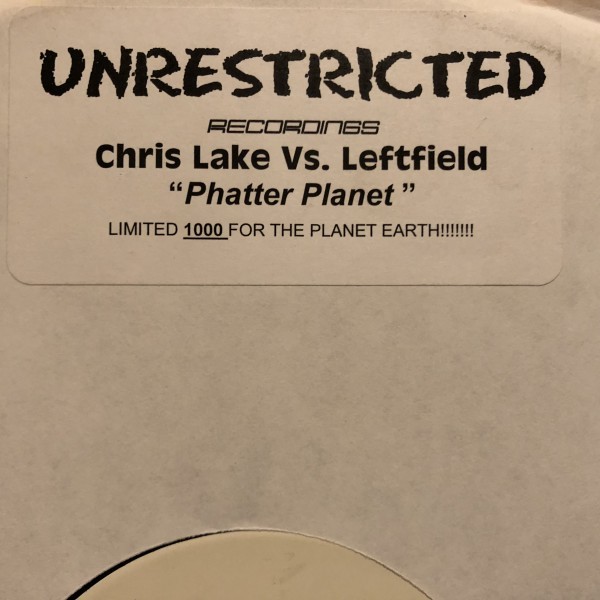 UNRESTRICTED
RECORDINGS
Chris Lake Vs. Leftfield
“Phatter Planet ”
LIMITED 1000 FOR THE PLANET EARTH!!!!!!!